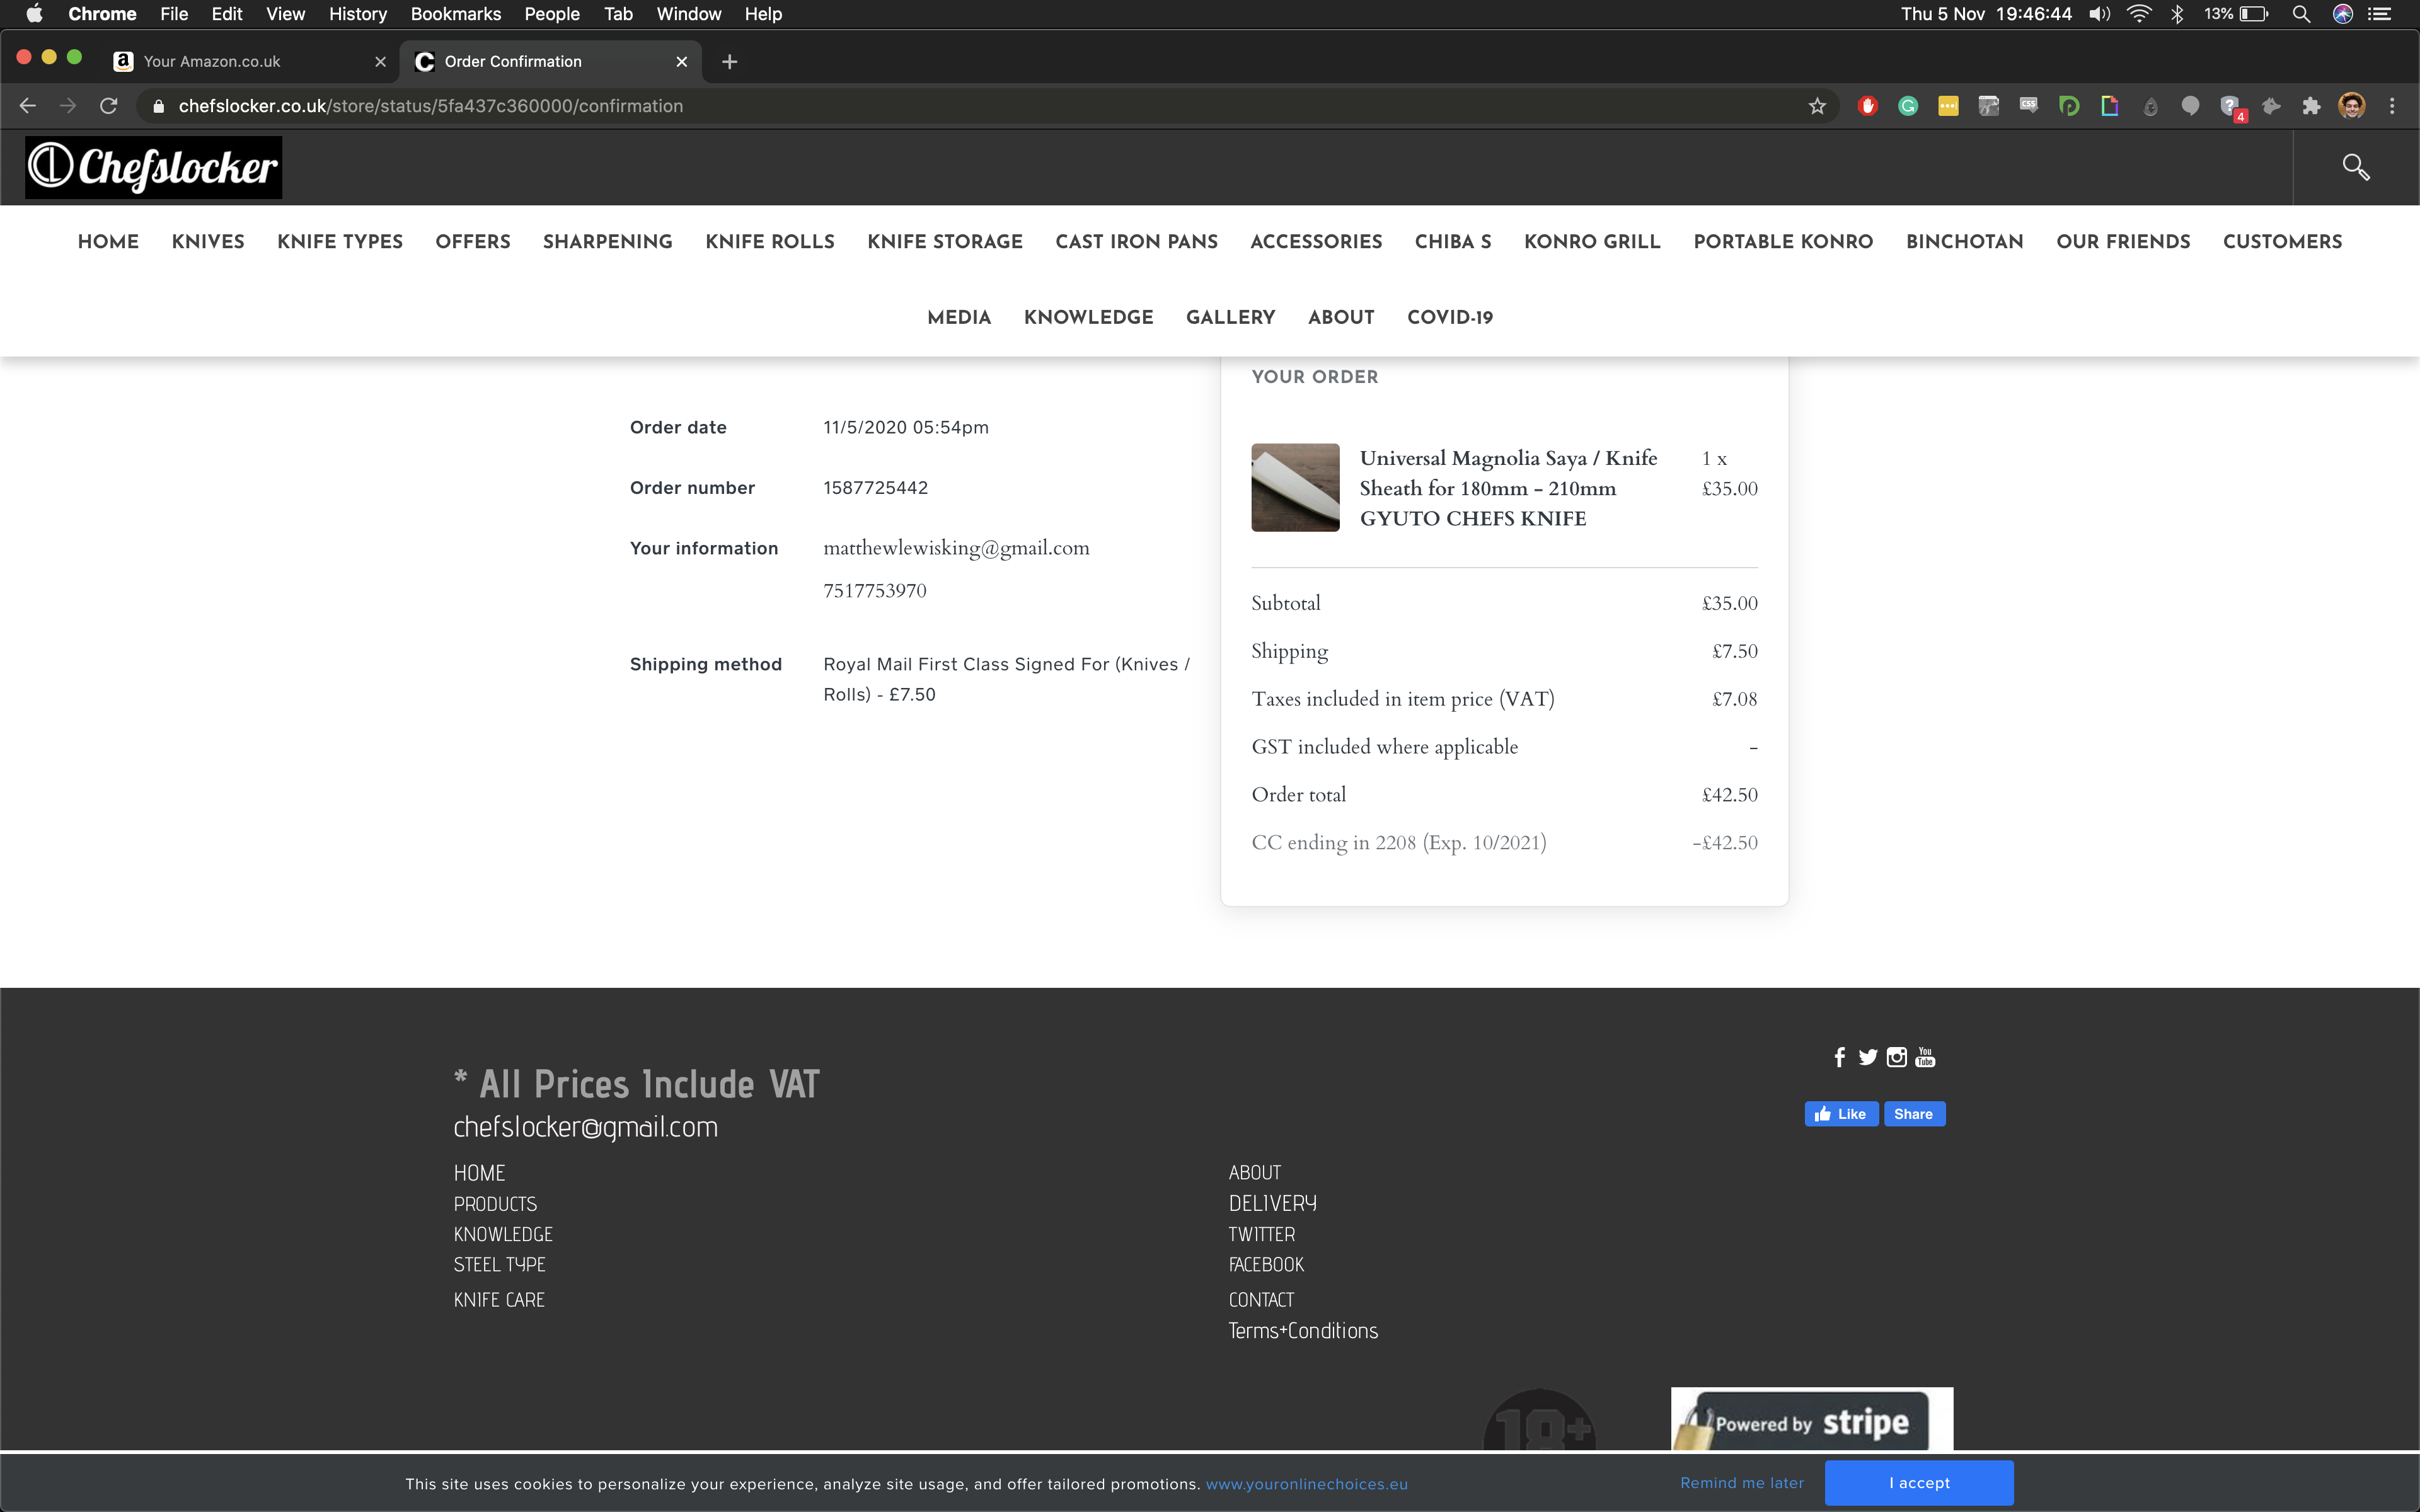 Chrome File Edit View History Bookmarks People Tab Window Help
Thu 5 Nov 19:46:44 13%
Your Amazon.co.uk
Order Confirmation
chefslocker.co.uk/store/status/5fa437c360000/confirmation
4
Chefslocker
HOME KNIVES KNIFE TYPES OFFERS SHARPENING KNIFE ROLLS KNIFE STORAGE CAST IRON PANS ACCESSORIES CHIBA S KONRO GRILL PORTABLE KONRO BINCHOTAN OUR FRIENDS CUSTOMERS
MEDIA KNOWLEDGE GALLERY ABOUT COVID-19
Order date 11/5/2020 05:54pm
Order number 1587725442
Your information matthewlewisking@gmail.com
7517753970
Shipping method Royal Mail First Class Signed For (Knives /
Rolls) - £7.50
YOUR ORDER
Universal Magnolia Saya / Knife 1 x
Sheath for 180mm - 210mm £35.00
GYUTO CHEFS KNIFE
Subtotal £35.00
Shipping £7.50
Taxes included in item price (VAT) £7.08
GST included where applicable -
Order total £42.50
CC ending in 2208 (Exp. 10/2021) -£42.50
* All Prices Include VAT
chefslocker@gmail.com
HOME
PRODUCTS
KNOWLEDGE
STEEL TYPE
KNIFE CARE
ABOUT
DELIVERY
TWITTER
FACEBOOK
CONTACT
Terms+Conditions
You
Tube
Like Share
18+
Powered by stripe
This site uses cookies to personalize your experience, analyze site usage, and offer tailored promotions. www.youronlinechoices.eu
Remind me later I accept